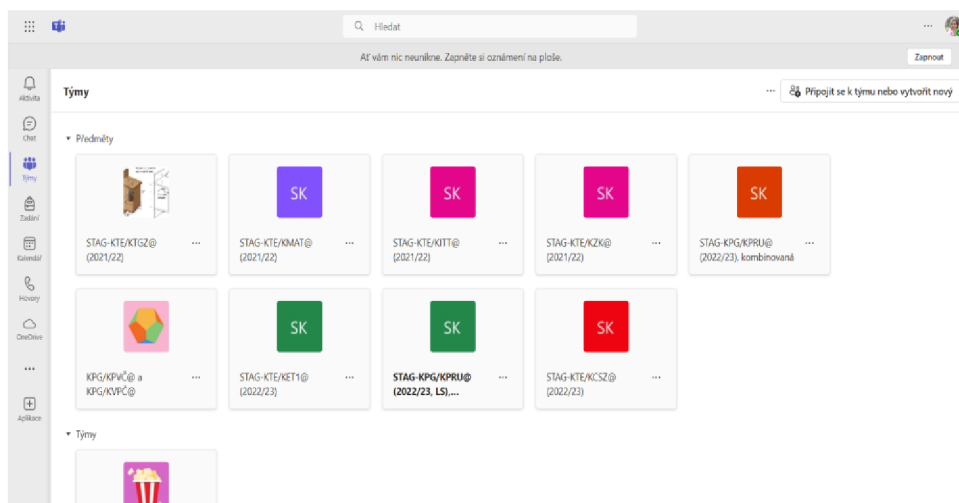 Hledat
Ať vám nic neunikne. Zapněte si oznámení na ploše.
Zapnout
Aktivita
Chat
Týmy
Zadání
Kalendář
Hovory
OneDrive
Aplikace
Týmy
Připojit se k týmu nebo vytvořit nový
Předměty
STAG-KTE/KTGZ@
(2021/22)
SK
STAG-KTE/KMAT@
(2021/22)
SK
STAG-KTE/KITT@
(2021/22)
SK
STAG-KTE/KZK@
(2021/22)
SK
STAG-KPG/KPRU@
(2022/23), kombinovaná
KPG/KPVČ@ a
KPG/KVPČ@
SK
STAG-KTE/KET1@
(2022/23)
SK
STAG-KPG/KPRU@
(2022/23, LS),...
SK
STAG-KTE/KCSZ@
(2022/23)
Týmy